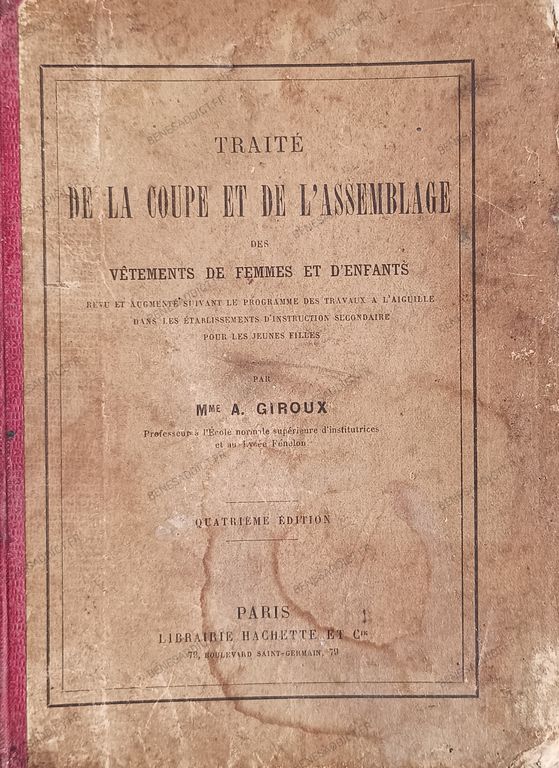 TRAITÉ
DE LA COUPE ET DE L'ASSEMBLAGE
DES
VÊTEMENTS DE FEMMES ET D'ENFANTS
REVU ET AUGMENTÉ SUIVANT LE PROGRAMME DES TRAVAUX A L'AIGUILLE
DANS LES ÉTABLISSEMENTS D'INSTRUCTION SECONDAIRE
POUR LES JEUNES FILLES
PAR
MME A. GIROUX
Professeur à l'École normale supérieure d'institutrices
et au Lycée Fénelon
QUATRIÈME ÉDITION
PARIS
LIBRAIRIE HACHETTE ET Cie
79, BOULEVARD SAINT-GERMAIN, 79
BENESADDICT.FR